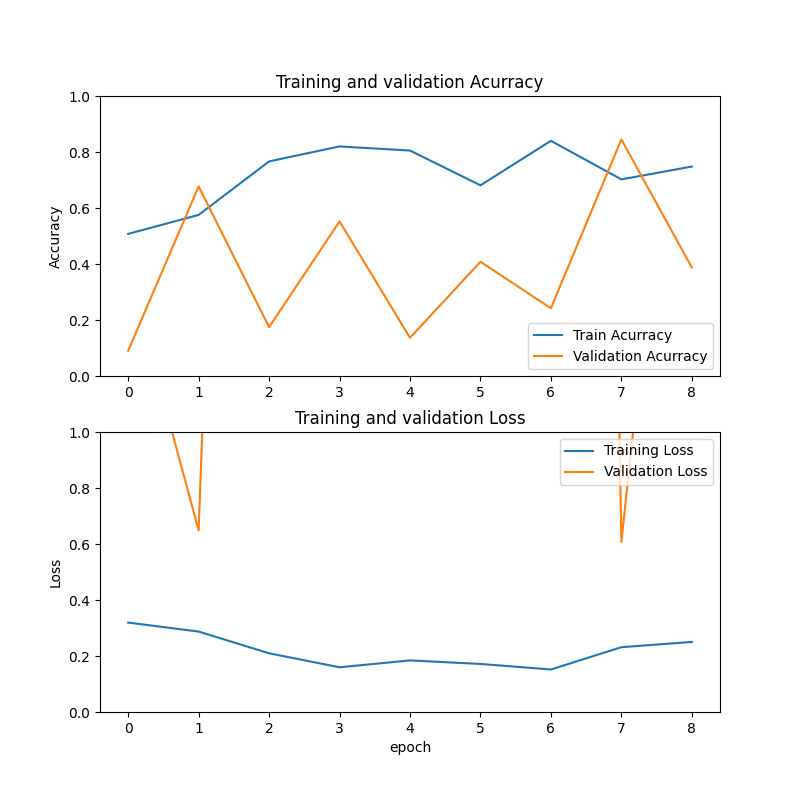 Training and validation Acurracy
1.0
0.8
0.6
0.4
0.2
0.0
Accuracy
Train Acurracy
Validation Acurracy
0 1 2 3 4 5 6 7 8
Training and validation Loss
1.0
0.8
0.6
0.4
0.2
0.0
Loss
Training Loss
Validation Loss
0 1 2 3 4 5 6 7 8
epoch